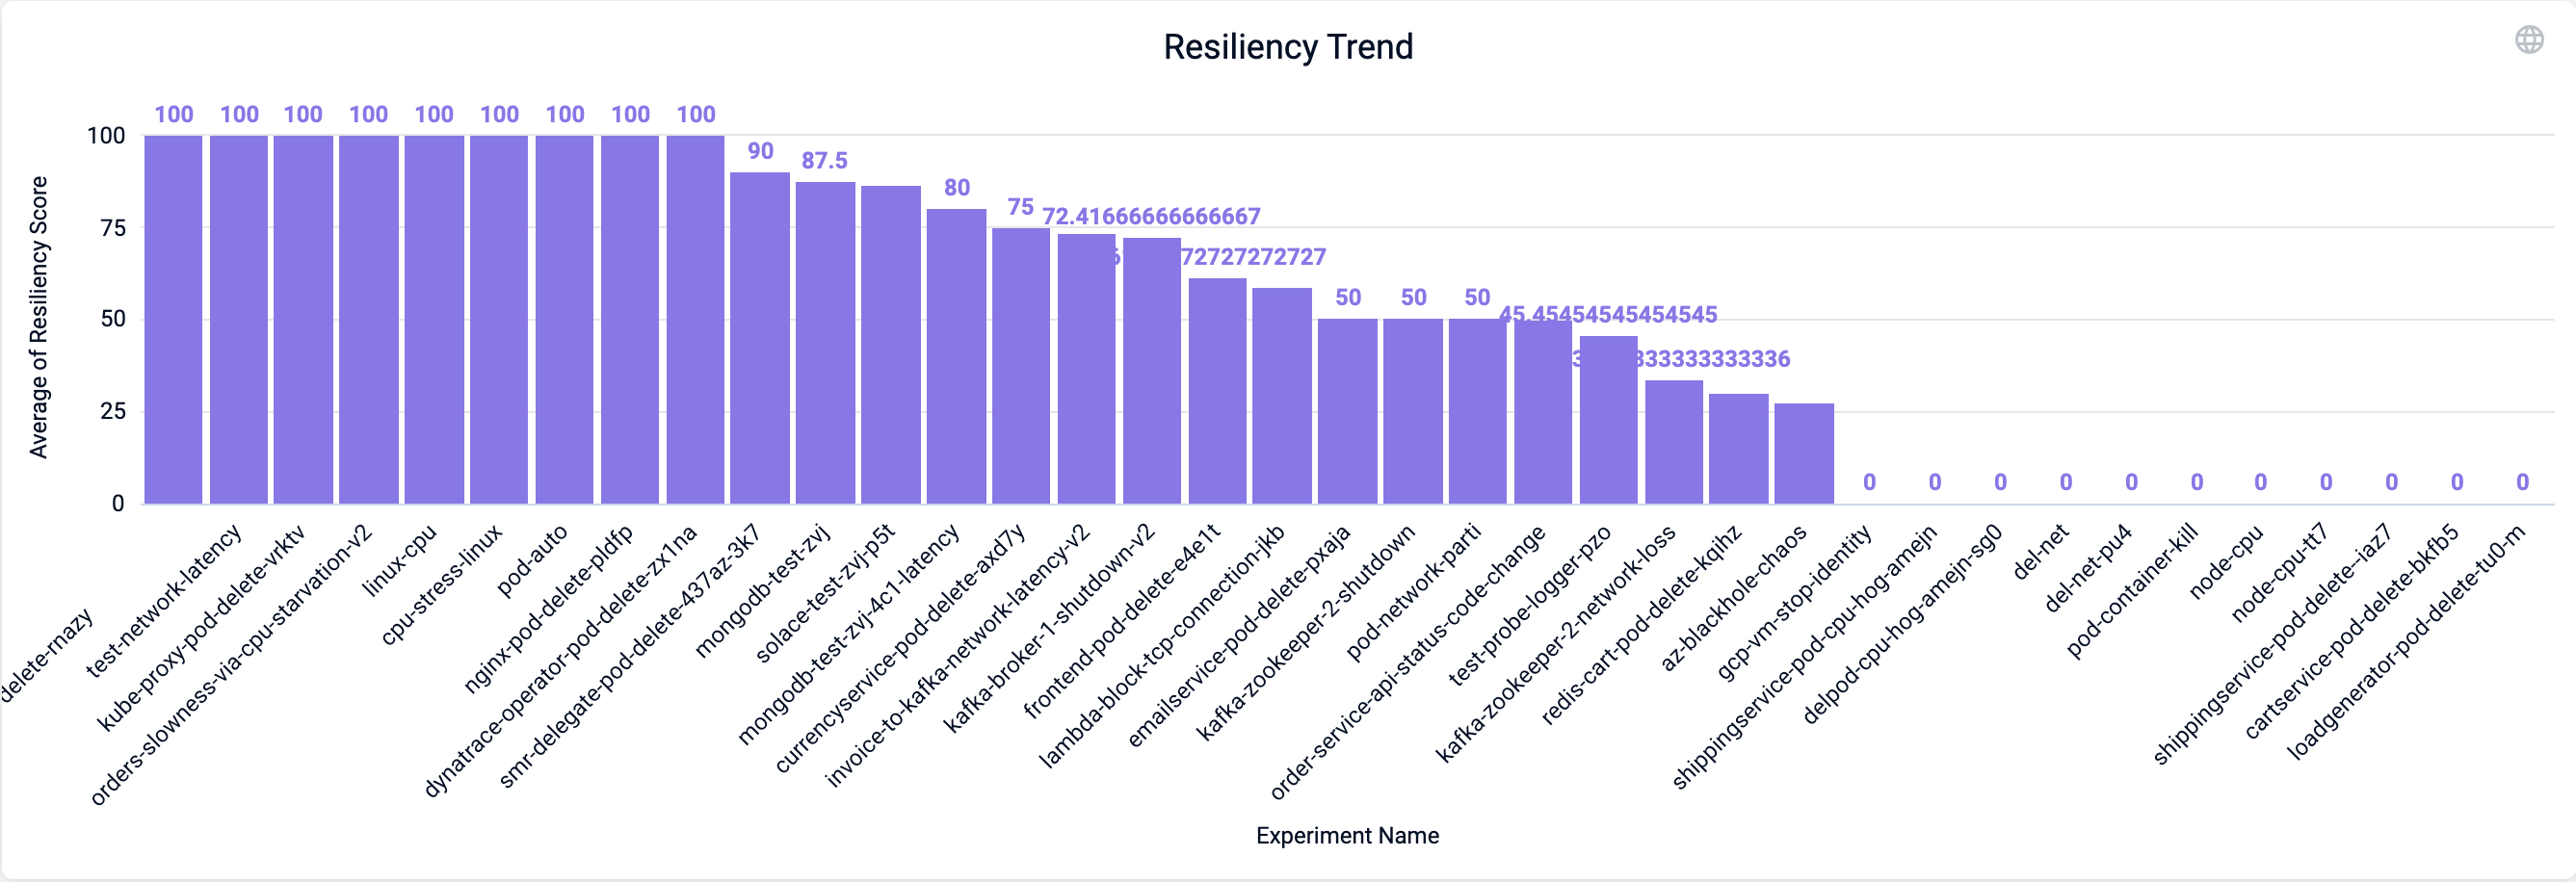 Resiliency Trend
100 100 100 100 100 100 100 100 100
90
87.5
80
75
72.41666666666667
72727272727
50 50 50
45.45454545454545
333333333336
0 0 0 0 0 0 0 0 0 0 0
100
75
50
25
0
Average of Resiliency Score
delete-rnazy
test-network-latency
kube-proxy-pod-delete-vrktv
orders-slowness-via-cpu-starvation-v2
linux-cpu
cpu-stress-linux
pod-auto
nginx-pod-delete-pldfp
dynatrace-operator-pod-delete-zx1na
smr-delegate-pod-delete-437az-3k7
mongodb-test-zvj
solace-test-zvj-p5t
mongodb-test-zvj-4c1-latency
currencyservice-pod-delete-axd7y
invoice-to-kafka-network-latency-v2
kafka-broker-1-shutdown-v2
frontend-pod-delete-e4e1t
lambda-block-tcp-connection-jkb
emailservice-pod-delete-pxaja
kafka-zookeeper-2-shutdown
pod-network-parti
order-service-api-status-code-change
test-probe-logger-pzo
kafka-zookeeper-2-network-loss
redis-cart-pod-delete-kqihz
az-blackhole-chaos
gcp-vm-stop-identity
shippingservice-pod-cpu-hog-amejn
delpod-cpu-hog-amejn-sg0
del-net
del-net-pu4
pod-container-kill
node-cpu
node-cpu-tt7
shippingservice-pod-delete-iaz7
cartservice-pod-delete-bkfb5
loadgenerator-pod-delete-tu0-m
Experiment Name